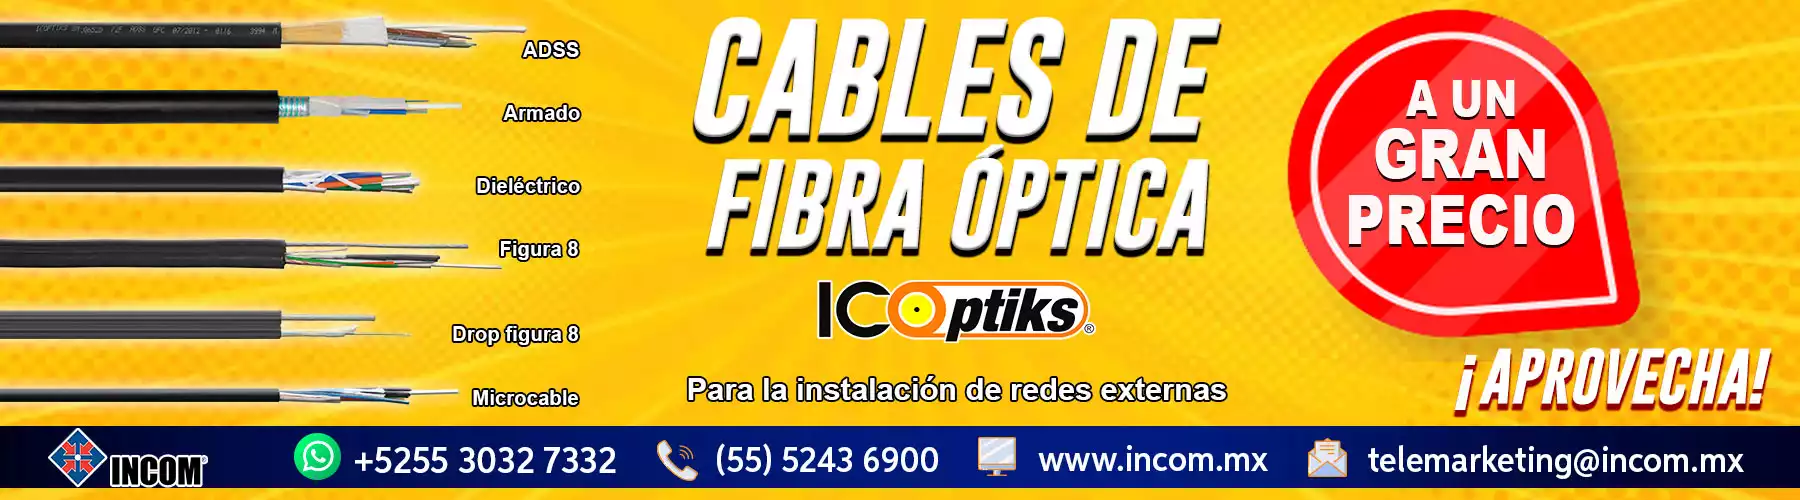 ADSS
Armado
Dieléctrico
Figura 8
Drop figura 8
Microcable
CABLES DE
FIBRA ÓPTICA
ICOptiks®
Para la instalación de redes externas
A UN
GRAN
PRECIO
¡APROVECHA!
INCOM®
+5255 3032 7332
(55) 5243 6900
www.incom.mx
telemarketing@incom.mx